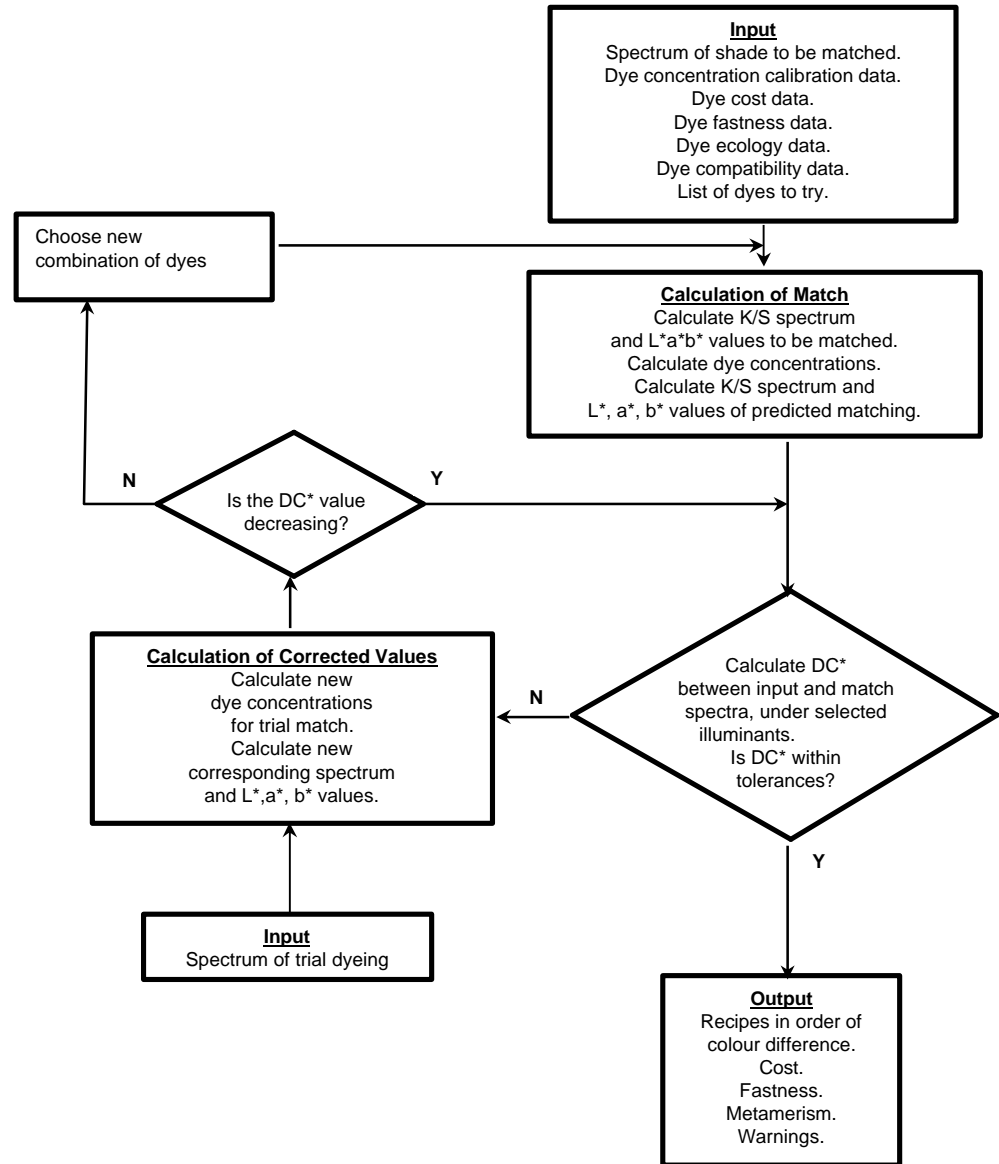 Input
Spectrum of shade to be matched.
Dye concentration calibration data.
Dye cost data.
Dye fastness data.
Dye ecology data.
Dye compatibility data.
List of dyes to try.
Choose new
combination of dyes
Calculation of Match
Calculate K/S spectrum
and L*a*b* values to be matched.
Calculate dye concentrations.
Calculate K/S spectrum and
L*, a*, b* values of predicted matching.
N
Y
Is the DC* value
decreasing?
Calculation of Corrected Values
Calculate new
dye concentrations
for trial match.
Calculate new
corresponding spectrum
and L*,a*, b* values.
N
Calculate DC*
between input and match
spectra, under selected
illuminants.
Is DC* within
tolerances?
Y
Input
Spectrum of trial dyeing
Output
Recipes in order of
colour difference.
Cost.
Fastness.
Metamerism.
Warnings.